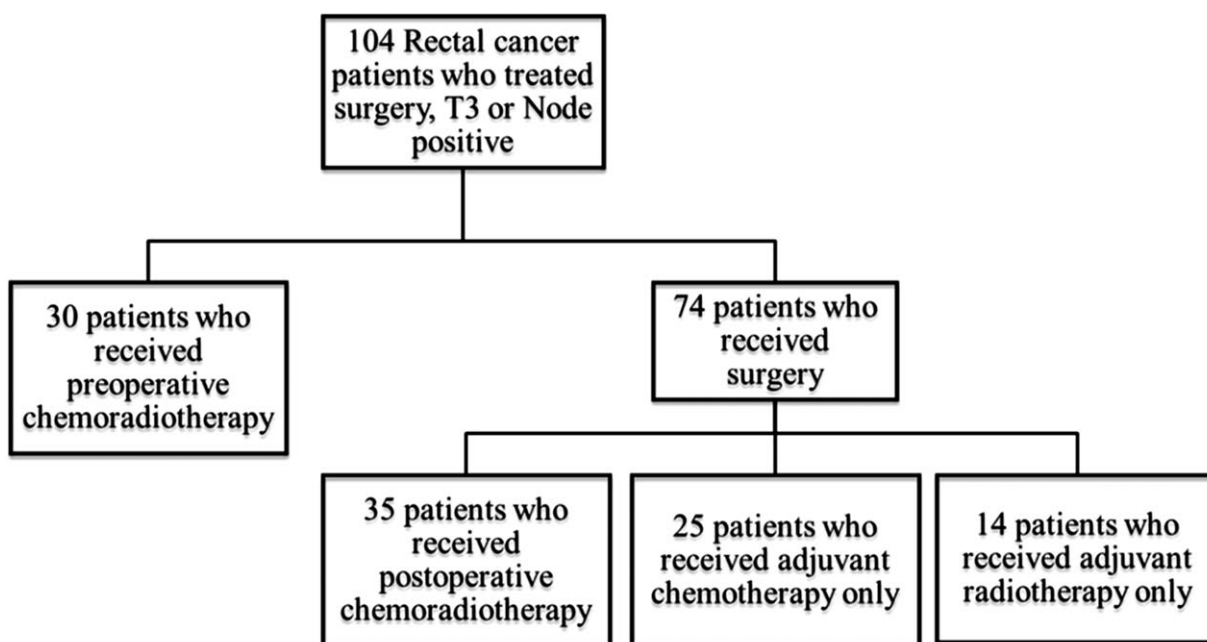 104 Rectal cancer
patients who treated
surgery, T3 or Node
positive
30 patients who
received
preoperative
chemoradiotherapy
74 patients who
received
surgery
35 patients who
received
postoperative
chemoradiotherapy
25 patients who
received adjuvant
chemotherapy only
14 patients who
received adjuvant
radiotherapy only